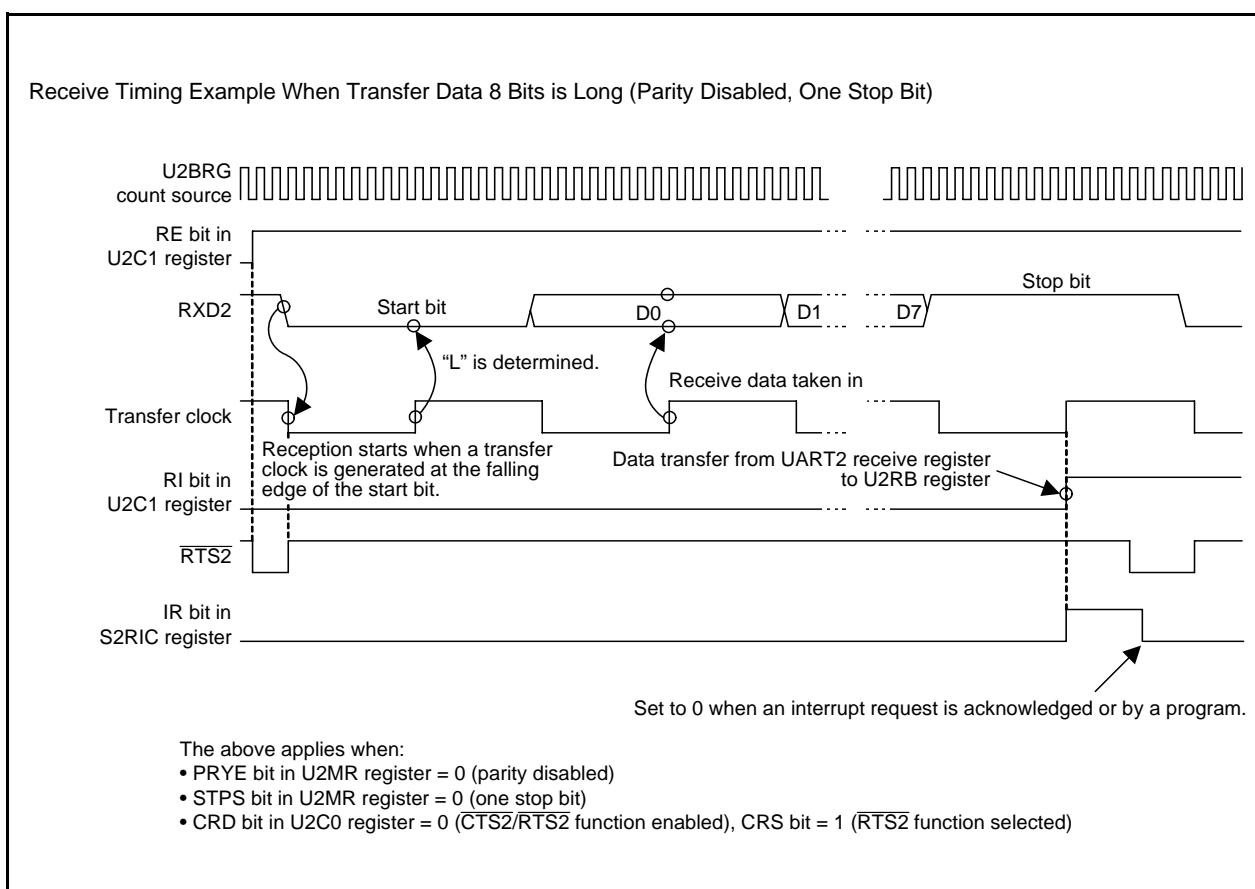 Receive Timing Example When Transfer Data 8 Bits is Long (Parity Disabled, One Stop Bit)
U2BRG
count source
RE bit in
U2C1 register
RXD2
Start bit
D0
D1
D7
Stop bit
"L" is determined.
Receive data taken in
Transfer clock
Reception starts when a transfer
clock is generated at the falling
edge of the start bit.
Data transfer from UART2 receive register
to U2RB register
RI bit in
U2C1 register
RTS2
IR bit in
S2RIC register
Set to 0 when an interrupt request is acknowledged or by a program.
The above applies when:
• PRYE bit in U2MR register = 0 (parity disabled)
• STPS bit in U2MR register = 0 (one stop bit)
• CRD bit in U2C0 register = 0 (CTS2/RTS2 function enabled), CRS bit = 1 (RTS2 function selected)